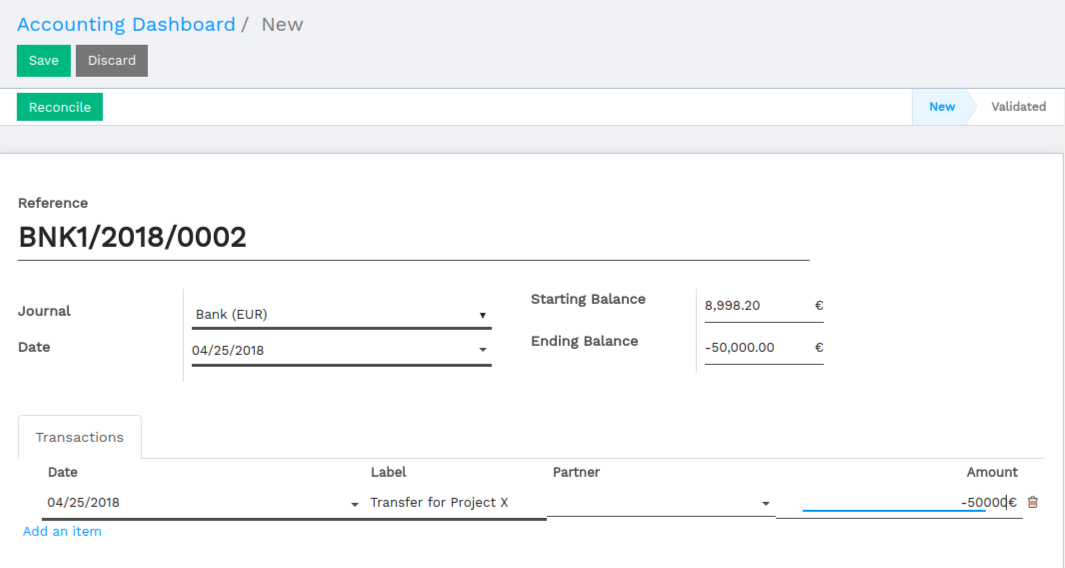 Accounting Dashboard / New
Save Discard
Reconcile New Validated
Reference
BNK1/2018/0002
Journal Bank (EUR)
Date 04/25/2018
Starting Balance 8,998.20 €
Ending Balance -50,000.00 €
Transactions
Date Label Partner Amount
04/25/2018 Transfer for Project X -50000€
Add an item